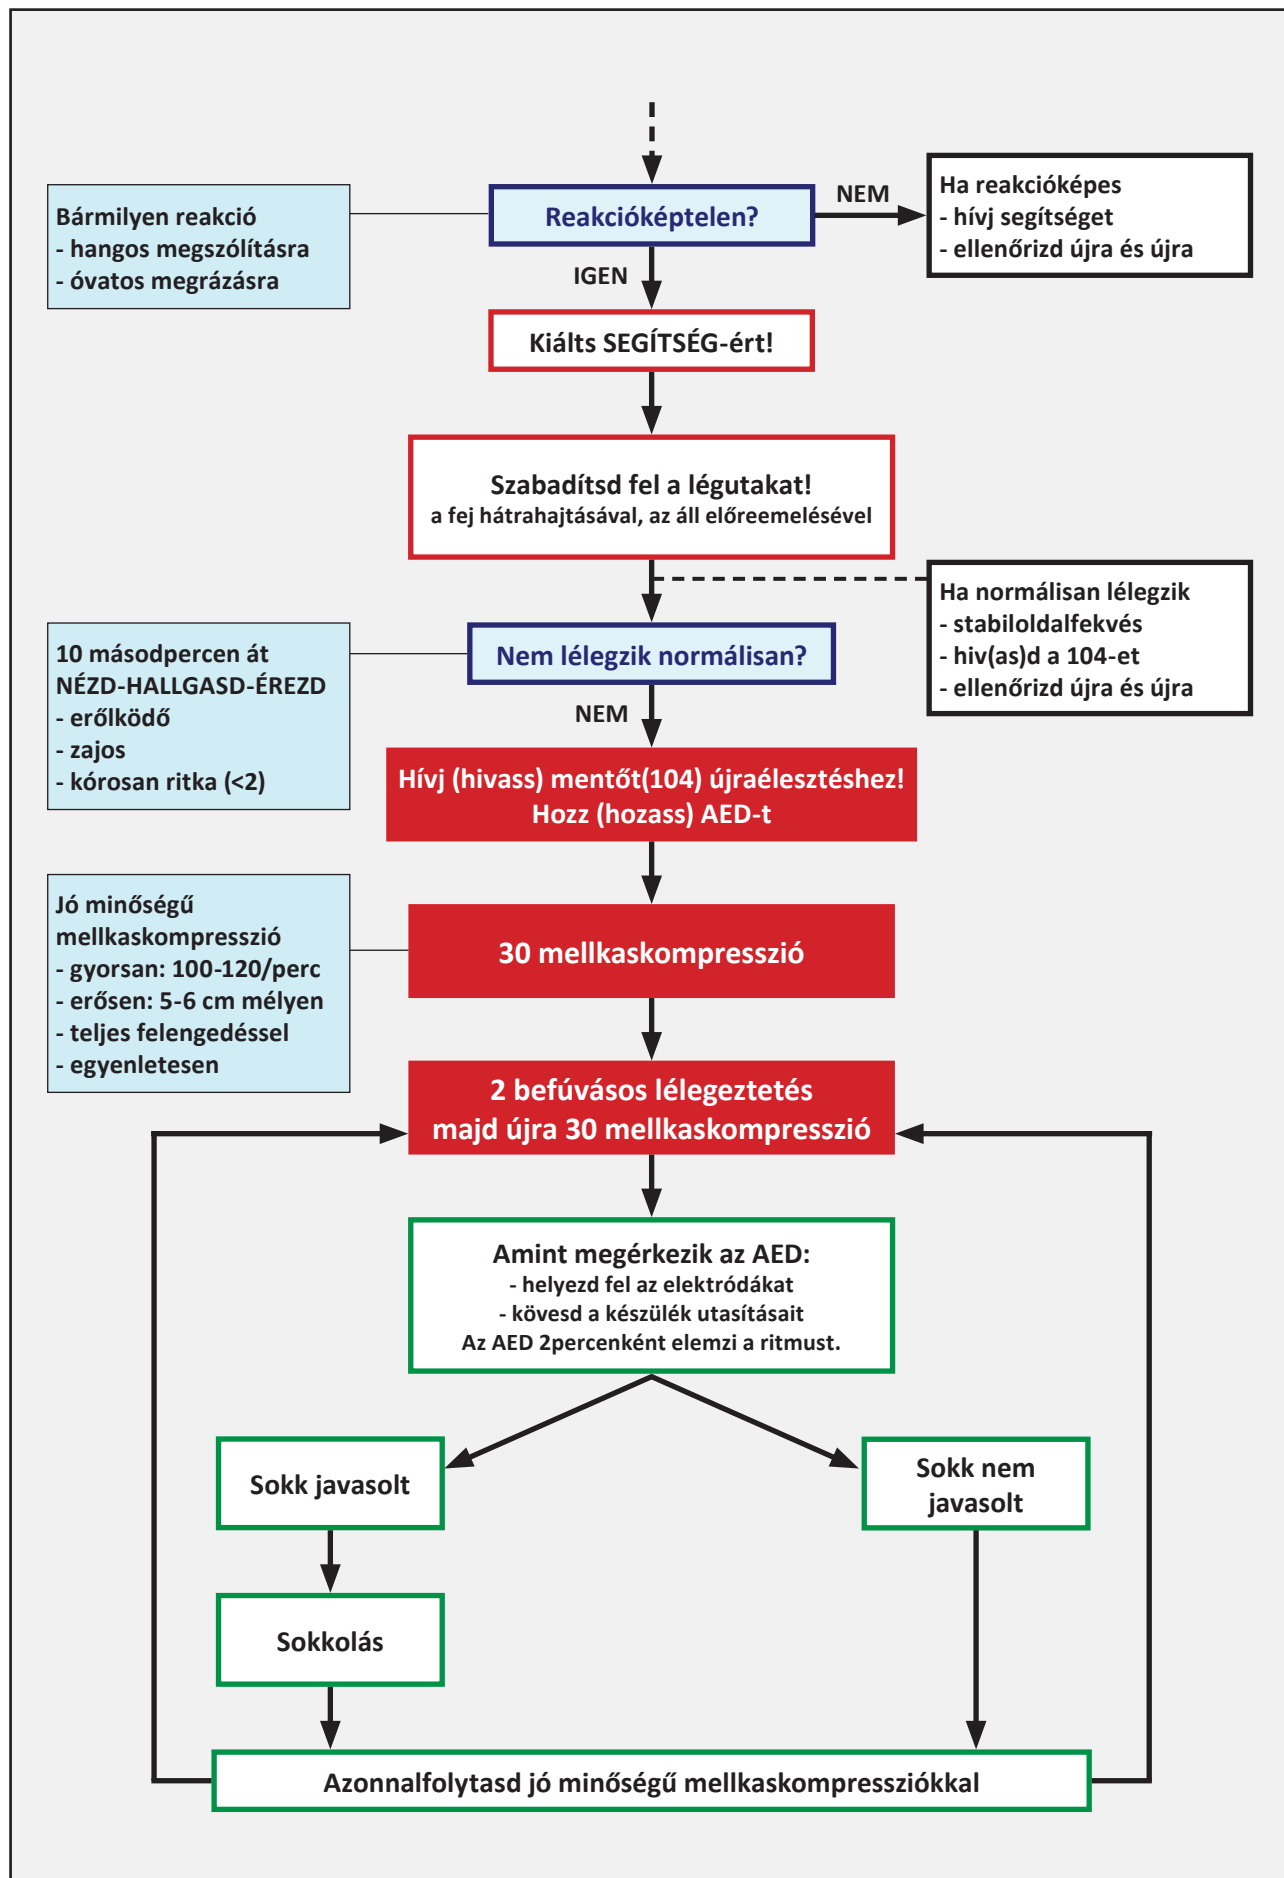 Bármilyen reakció
- hangos megszólításra
- óvatos megrázásra
Reakcióképtelen?
NEM
Ha reakcióképes
- hívj segítséget
- ellenőrizd újra és újra
IGEN
Kiálts SEGÍTSÉG-ért!
Szabadítsd fel a légutakat!
a fej hátrahajtásával, az áll előreemelésével
Ha normálisan lélegzik
- stabiloldalfekvés
- hiv(as)d a 104-et
- ellenőrizd újra és újra
10 másodpercen át
NÉZD-HALLGASD-ÉREZD
- erőlködő
- zajos
- kórosan ritka (<2)
Nem lélegzik normálisan?
NEM
Hívj (hivass) mentőt(104) újraélesztéshez!
Hozz (hozass) AED-t
Jó minőségű
mellkaskompresszió
- gyorsan: 100-120/perc
- erősen: 5-6 cm mélyen
- teljes felengedéssel
- egyenletesen
30 mellkaskompresszió
2 befúvásos lélegeztetés
majd újra 30 mellkaskompresszió
Amint megérkezik az AED:
- helyezd fel az elektródákat
- kövesd a készülék utasításait
Az AED 2percenként elemzi a ritmust.
Sokk javasolt
Sokk nem
javasolt
Sokkolás
Azonnalfolytasd jó minőségű mellkaskompressziókkal